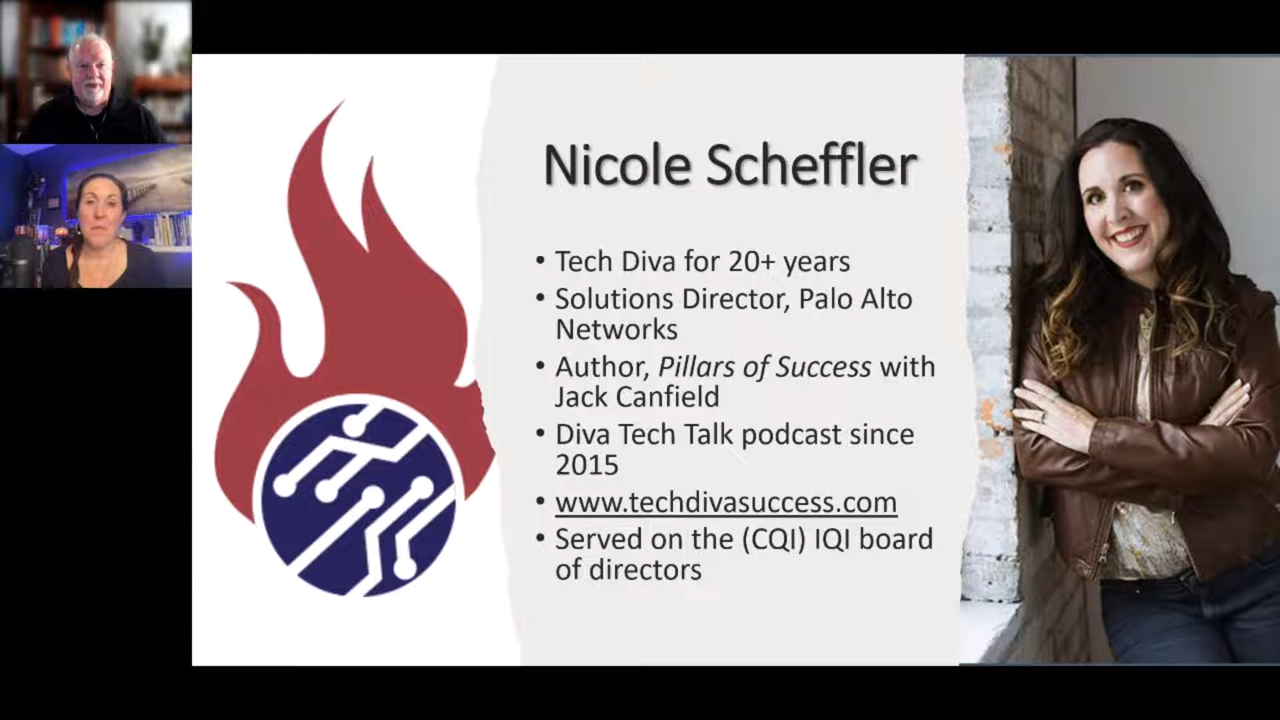 Nicole Scheffler
• Tech Diva for 20+ years
• Solutions Director, Palo Alto
Networks
• Author, Pillars of Success with
Jack Canfield
• Diva Tech Talk podcast since
2015
• www.techdivasuccess.com
• Served on the (CQI) IQI board
of directors